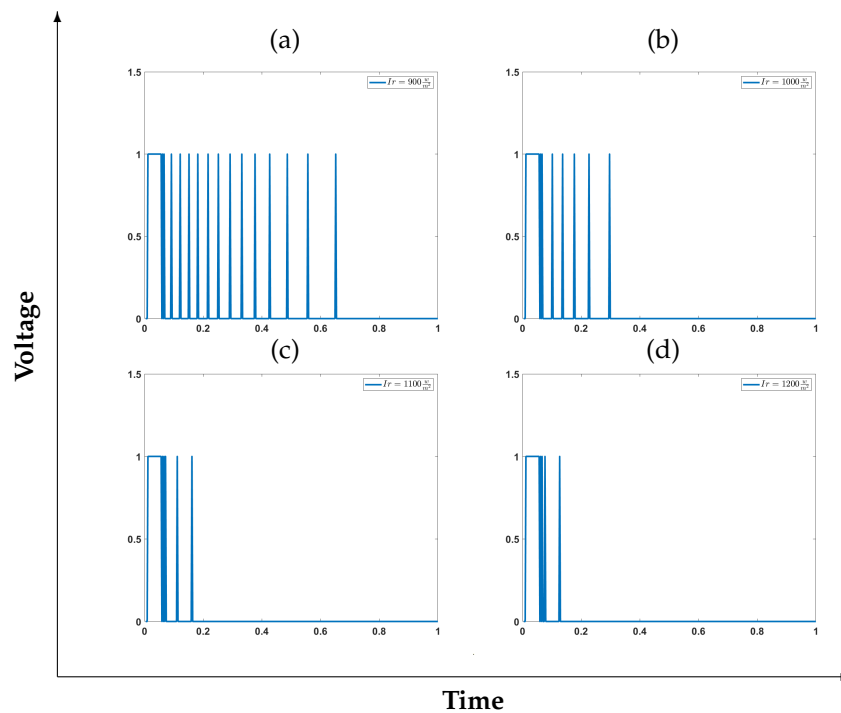 (a)
(b)
1.5
Ir = 900 w/m²
1
0.5
0
0 0.2 0.4 0.6 0.8 1
1.5
Ir = 1000 w/m²
1
0.5
0
0 0.2 0.4 0.6 0.8 1
Voltage
(c)
(d)
1.5
Ir = 1100 w/m²
1
0.5
0
0 0.2 0.4 0.6 0.8 1
1.5
Ir = 1200 w/m²
1
0.5
0
0 0.2 0.4 0.6 0.8 1
Time